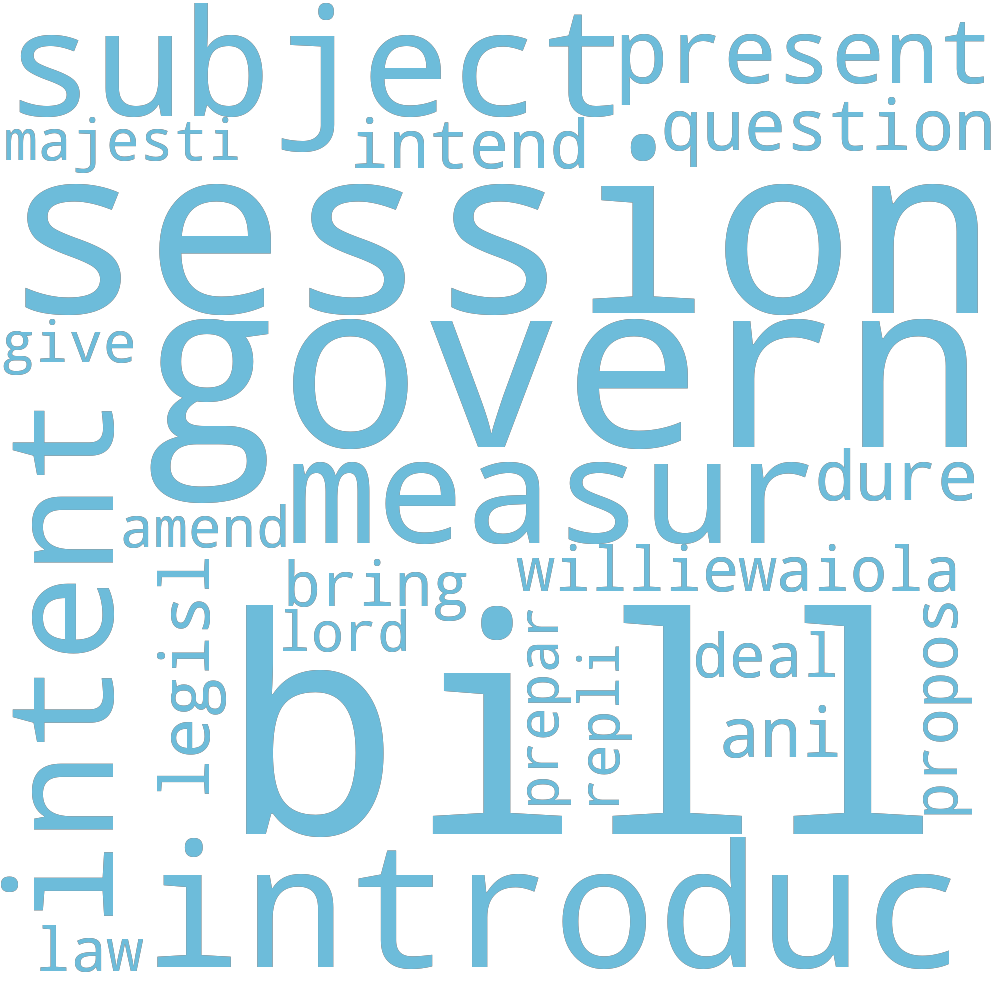 subject
present
majesti
intend
question
session
give
govern
intent
measur
dure
amend
bring
williewaiola
legisl
lord
bill
prepar
repli
deal
ani
propos
introduc
law